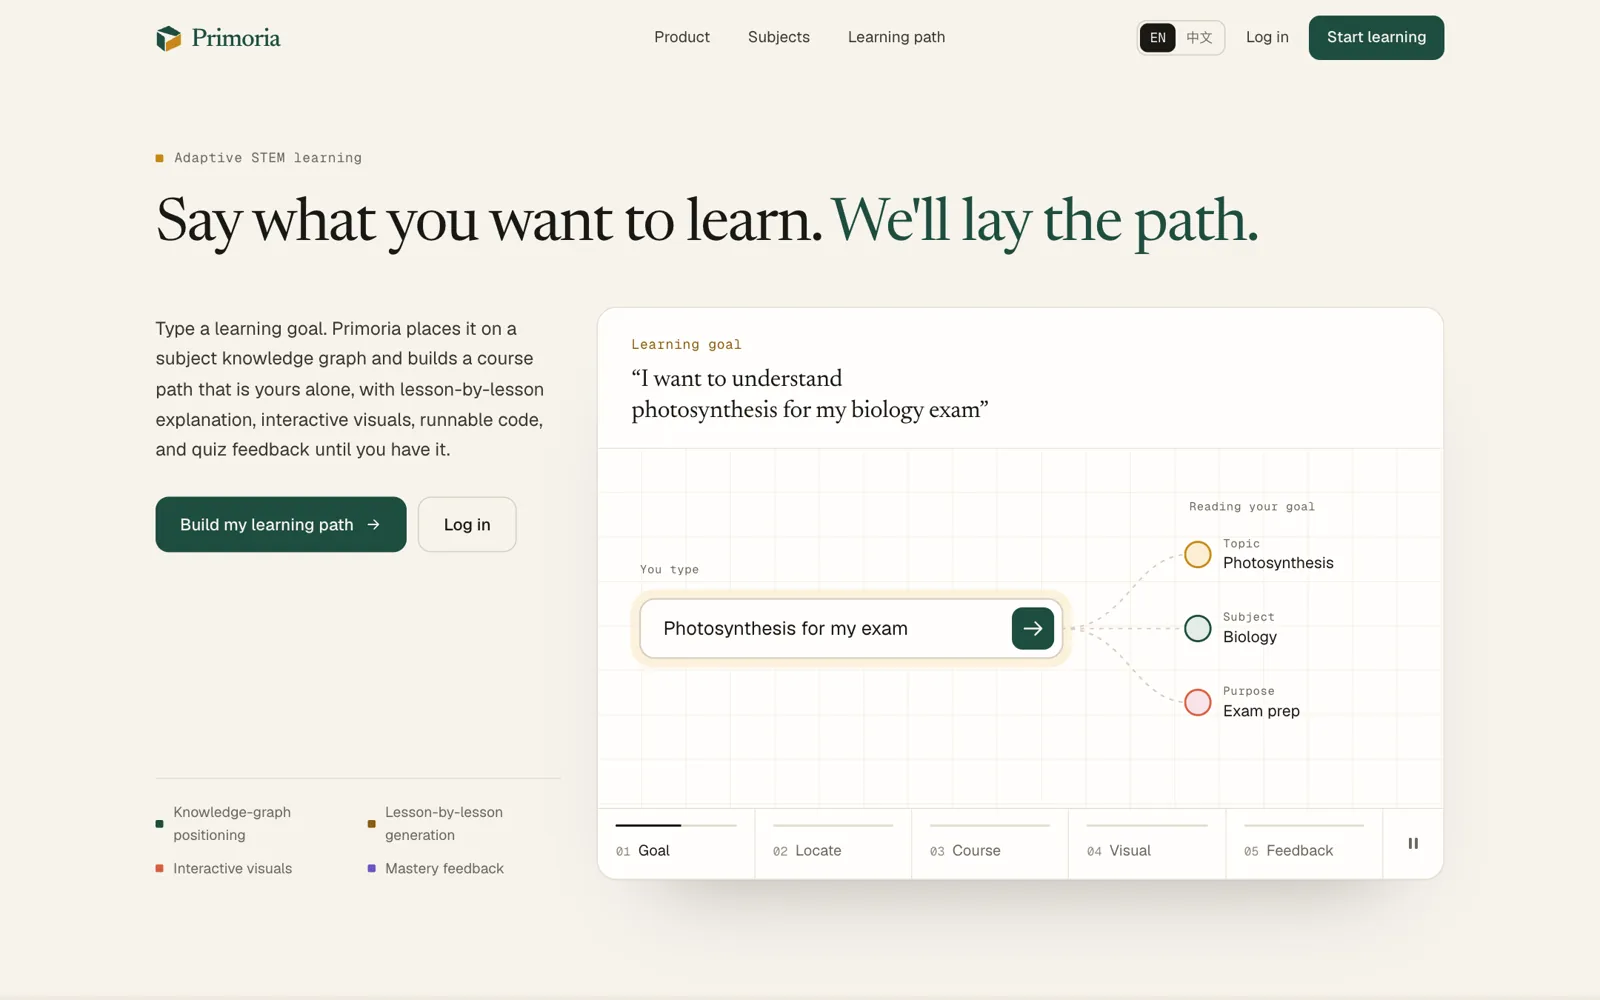 Primoria
Product
Subjects
Learning path
EN
中文
Log in
Start learning
Adaptive STEM learning
Say what you want to learn. We'll lay the path.
Type a learning goal. Primoria places it on a
subject knowledge graph and builds a course
path that is yours alone, with lesson-by-lesson
explanation, interactive visuals, runnable code,
and quiz feedback until you have it.
Build my learning path →
Log in
Knowledge-graph
positioning
Lesson-by-lesson
generation
Interactive visuals
Mastery feedback
Learning goal
“I want to understand
photosynthesis for my biology exam”
You type
Photosynthesis for my exam
Reading your goal
Topic
Photosynthesis
Subject
Biology
Purpose
Exam prep
01 Goal
02 Locate
03 Course
04 Visual
05 Feedback